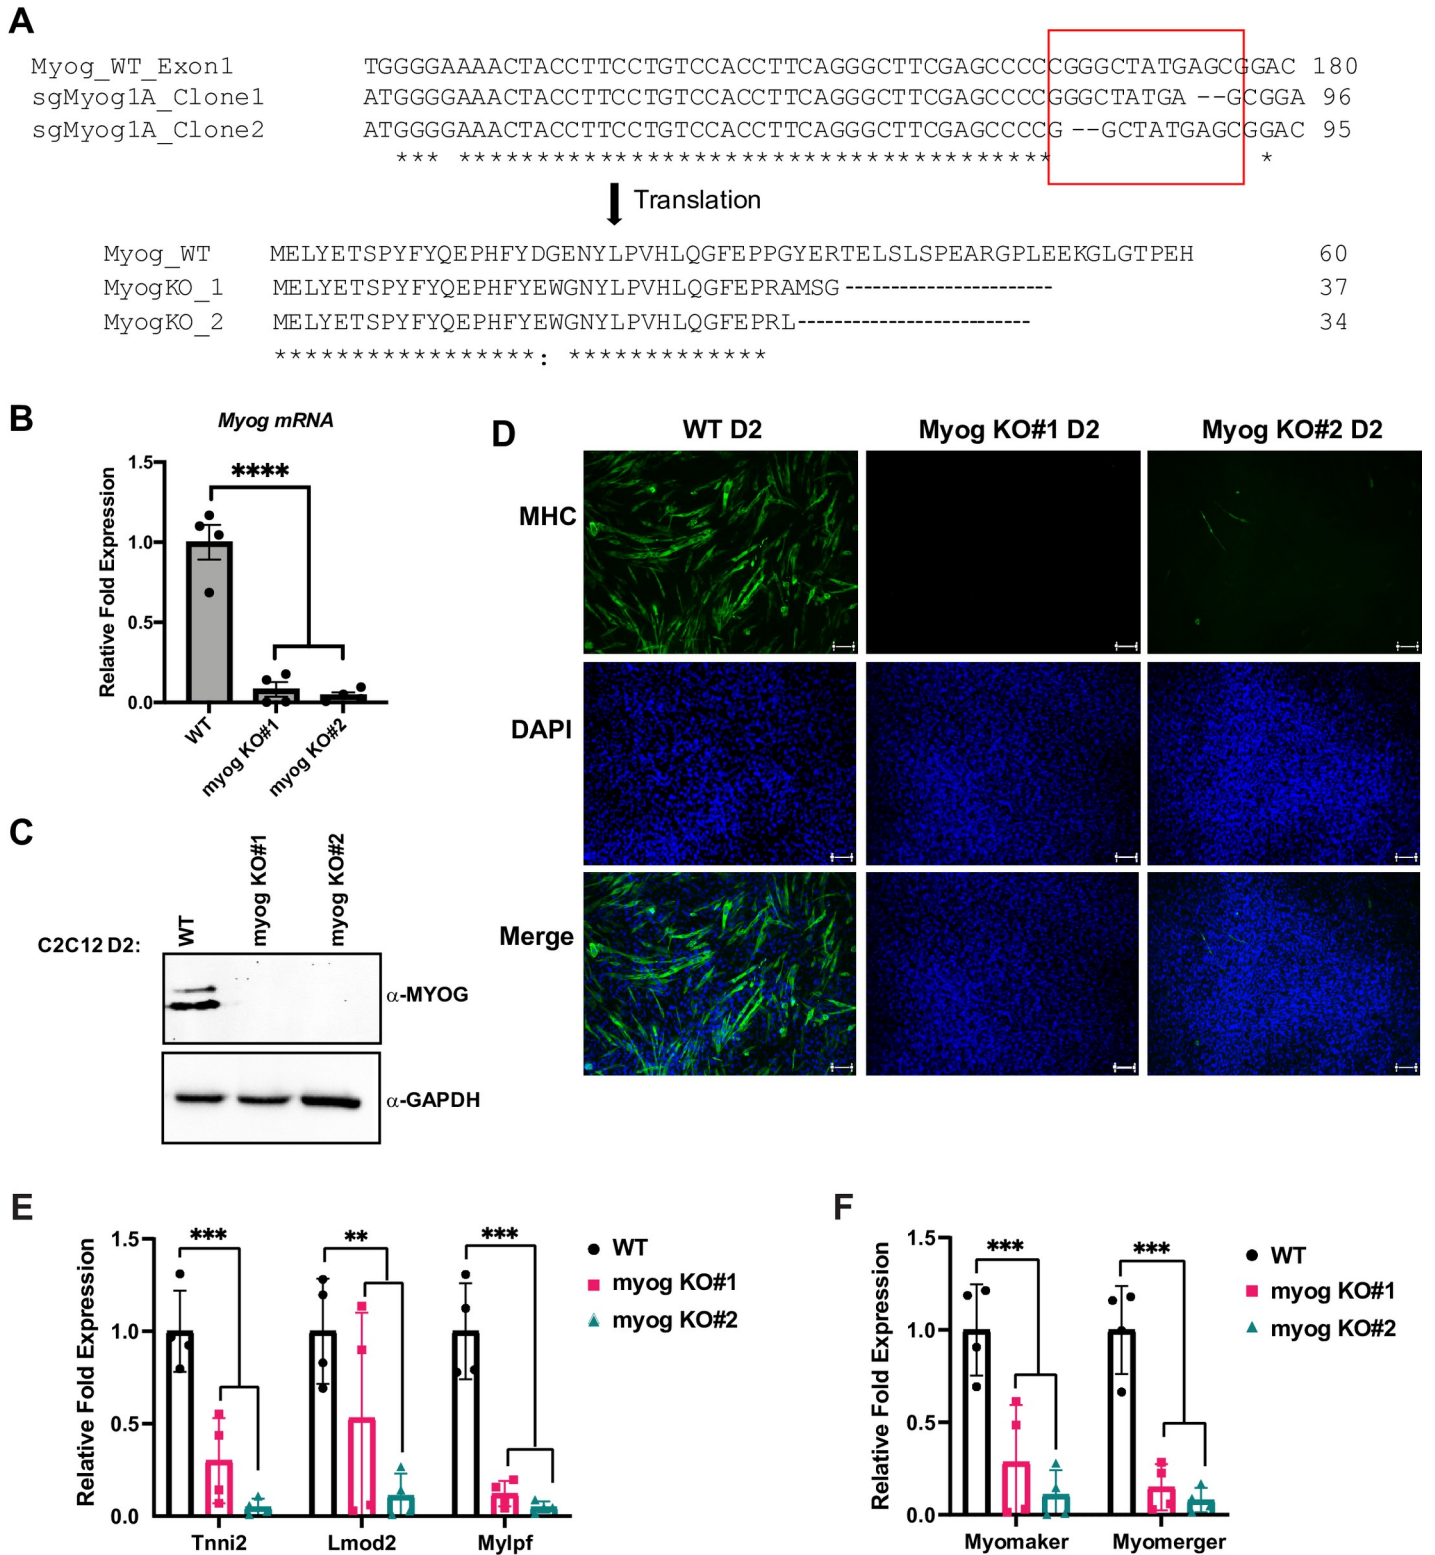 A
Myog_WT_Exon1 TGGGGAAAACTACCTTCCTGTCCACCTTCAGGGCTTCGAGCCCCCGGGCTATGAGCGGAC 180
sgMyog1A_Clone1 ATGGGGAAAACTACCTTCCTGTCCACCTTCAGGGCTTCGAGCCCCGGGCTATGA --GCGGA 96
sgMyog1A_Clone2 ATGGGGAAAACTACCTTCCTGTCCACCTTCAGGGCTTCGAGCCCCG --GCTATGAGCGGAC 95
*** ******************************* *
Translation
Myog_WT MELYETSPYFYQEPHFYDGENYLPVHLQGFEPPGYERTELSLSPEARGPLEEKGLGTPEH 60
MyogKO_1 MELYETSPYFYQEPHFYEWGNYLPVHLQGFEPRAMSG ----------------------- 37
MyogKO_2 MELYETSPYFYQEPHFYEWGNYLPVHLQGFEPRL-------------------------- 34
*****************: *************
B
Myog mRNA
Relative Fold Expression
1.5
1.0
0.5
0.0
****
WT
myog KO#1
myog KO#2
C
C2C12 D2:
WT
myog KO#1
myog KO#2
α-MYOG
α-GAPDH
D
WT D2
Myog KO#1 D2
Myog KO#2 D2
MHC
DAPI
Merge
E
Relative Fold Expression
1.5
1.0
0.5
0.0
***
**
***
Tnni2
Lmod2
Mylpf
WT
myog KO#1
myog KO#2
F
Relative Fold Expression
1.5
1.0
0.5
0.0
***
***
Myomaker
Myomerger
WT
myog KO#1
myog KO#2